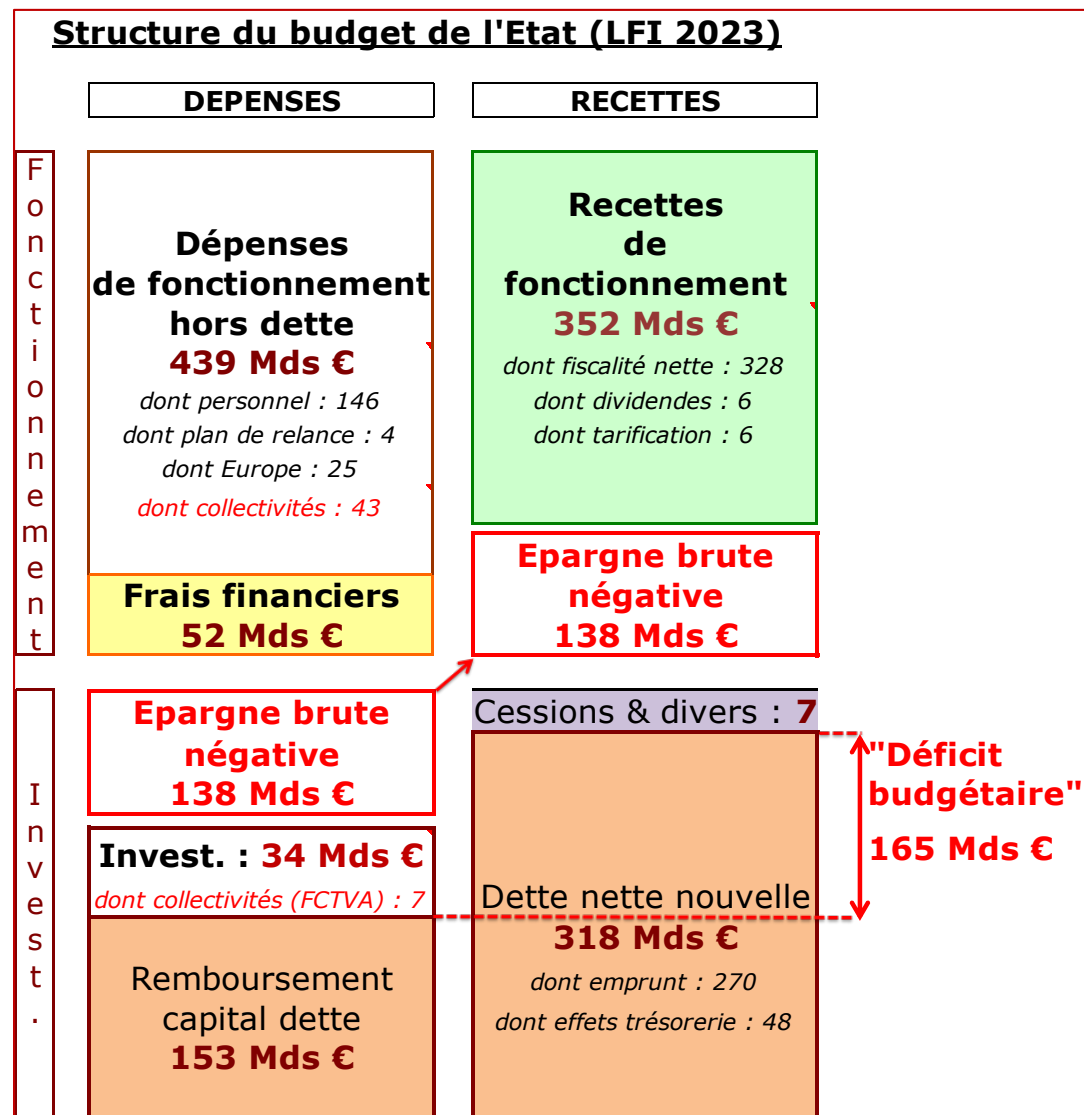 Structure du budget de l'Etat (LFI 2023)
DEPENSES
RECETTES
Fonctionnement
Dépenses
de fonctionnement
hors dette
439 Mds €
dont personnel : 146
dont plan de relance : 4
dont Europe : 25
dont collectivités : 43
Frais financiers
52 Mds €
Recettes
de
fonctionnement
352 Mds €
dont fiscalité nette : 328
dont dividendes : 6
dont tarification : 6
Epargne brute
négative
138 Mds €
Invest.
Epargne brute
négative
138 Mds €
Invest. : 34 Mds €
dont collectivités (FCTVA) : 7
Remboursement
capital dette
153 Mds €
Cessions & divers : 7
Dette nette nouvelle
318 Mds €
dont emprunt : 270
dont effets trésorerie : 48
"Déficit
budgétaire"
165 Mds €